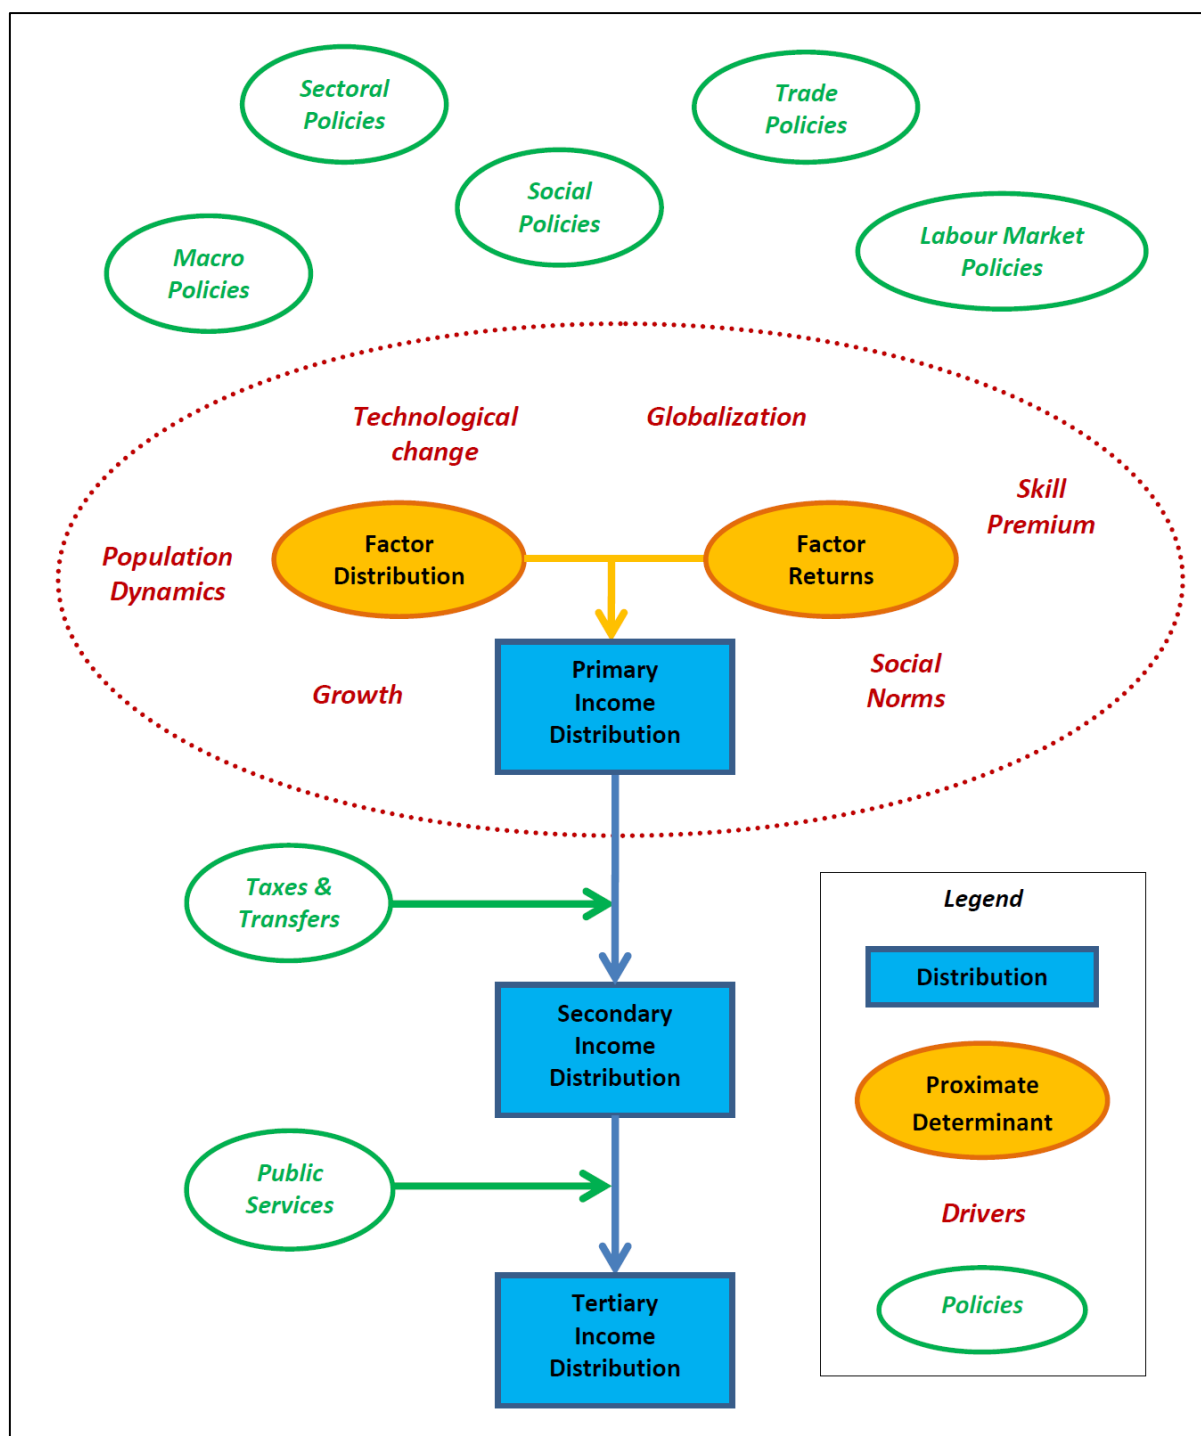 Sectoral
Policies
Trade
Policies
Social
Policies
Macro
Policies
Labour Market
Policies
Technological
change
Globalization
Skill
Premium
Population
Dynamics
Factor
Distribution
Factor
Returns
Growth
Primary
Income
Distribution
Social
Norms
Taxes &
Transfers
Secondary
Income
Distribution
Public
Services
Tertiary
Income
Distribution
Legend
Distribution
Proximate
Determinant
Drivers
Policies